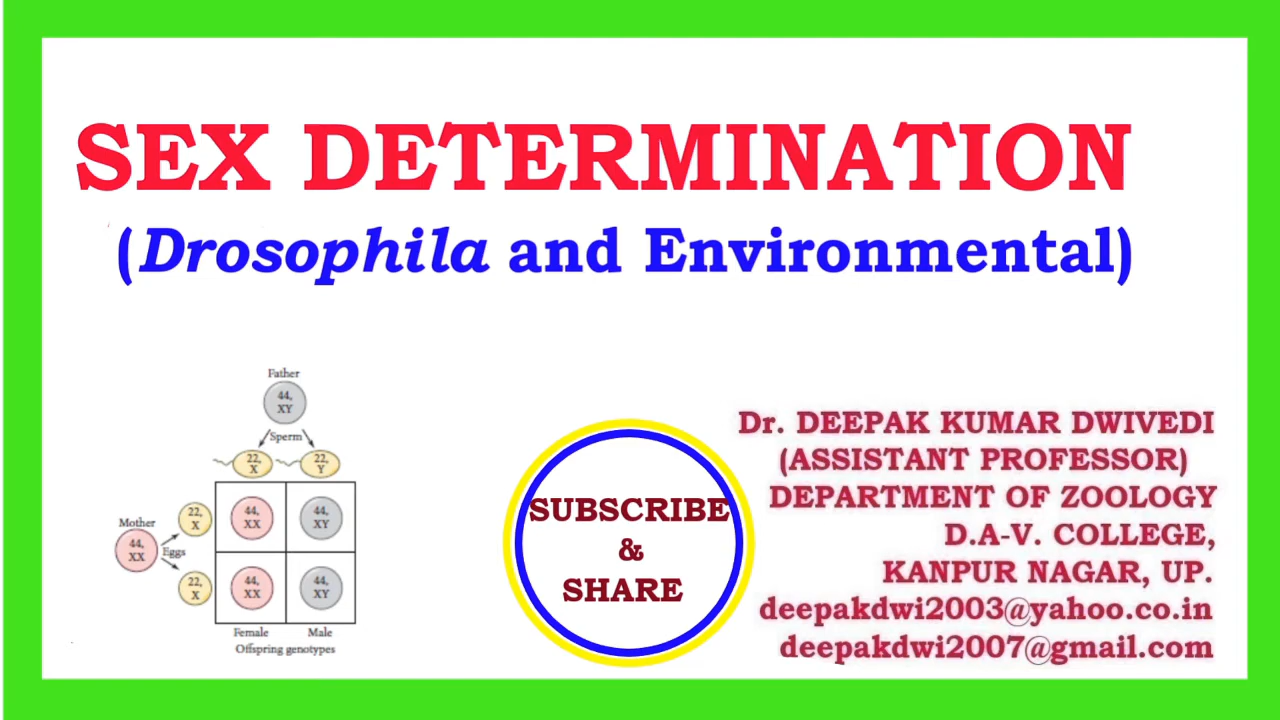 SEX DETERMINATION
(Drosophila and Environmental)
Father
44,
XY
Sperm
22,
X
22,
Y
Mother
44,
XX
Eggs
22,
X
22,
X
44,
XX
44,
XY
44,
XX
44,
XY
Female
Male
Offspring genotypes
SUBSCRIBE
&
SHARE
Dr. DEEPAK KUMAR DWIVEDI
(ASSISTANT PROFESSOR)
DEPARTMENT OF ZOOLOGY
D.A-V. COLLEGE,
KANPUR NAGAR, UP.
deepakdwi2003@yahoo.co.in
deepakdwi2007@gmail.com